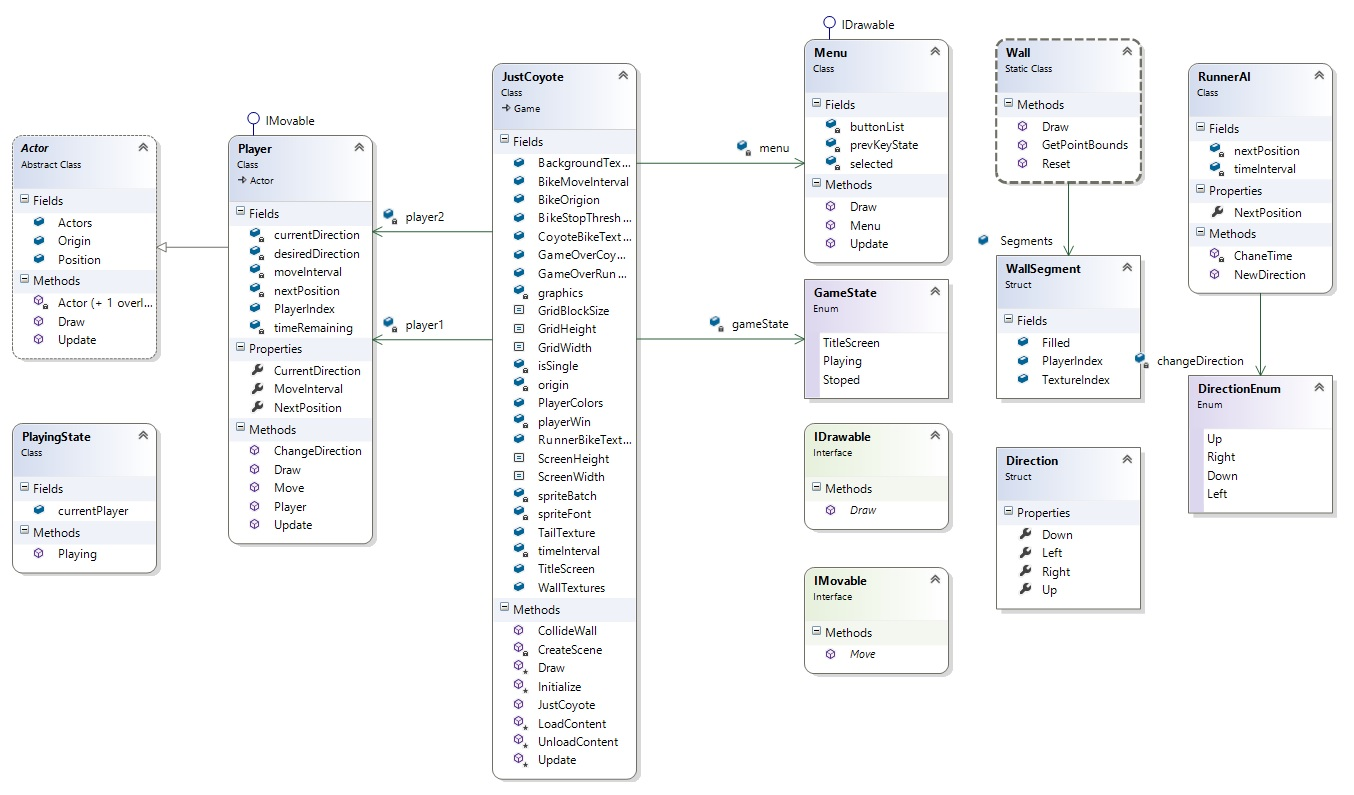 Actor
Abstract Class
Fields
Actors
Origin
Position
Methods
Actor (+ 1 overl...
Draw
Update
PlayingState
Class
Fields
currentPlayer
Methods
Playing
IMovable
Player
Class
Actor
Fields
currentDirection
desiredDirection
moveInterval
nextPosition
PlayerIndex
timeRemaining
Properties
CurrentDirection
MoveInterval
NextPosition
Methods
ChangeDirection
Draw
Move
Player
Update
player2
player1
JustCoyote
Class
Game
Fields
BackgroundTex...
BikeMoveInterval
BikeOrigion
BikeStopThresh...
CoyoteBikeText...
GameOverCoy...
GameOverRun...
graphics
GridBlockSize
GridHeight
GridWidth
isSingle
origin
PlayerColors
playerWin
RunnerBikeText...
ScreenHeight
ScreenWidth
spriteBatch
spriteFont
TailTexture
timeInterval
TitleScreen
WallTextures
Methods
CollideWall
CreateScene
Draw
Initialize
JustCoyote
LoadContent
UnloadContent
Update
menu
gameState
IDrawable
Menu
Class
Fields
buttonList
prevKeyState
selected
Methods
Draw
Menu
Update
GameState
Enum
TitleScreen
Playing
Stoped
IDrawable
Interface
Methods
Draw
IMovable
Interface
Methods
Move
Wall
Static Class
Methods
Draw
GetPointBounds
Reset
Segments
WallSegment
Struct
Fields
Filled
PlayerIndex
TextureIndex
Direction
Struct
Properties
Down
Left
Right
Up
RunnerAI
Class
Fields
nextPosition
timeInterval
Properties
NextPosition
Methods
ChaneTime
NewDirection
changeDirection
DirectionEnum
Enum
Up
Right
Down
Left